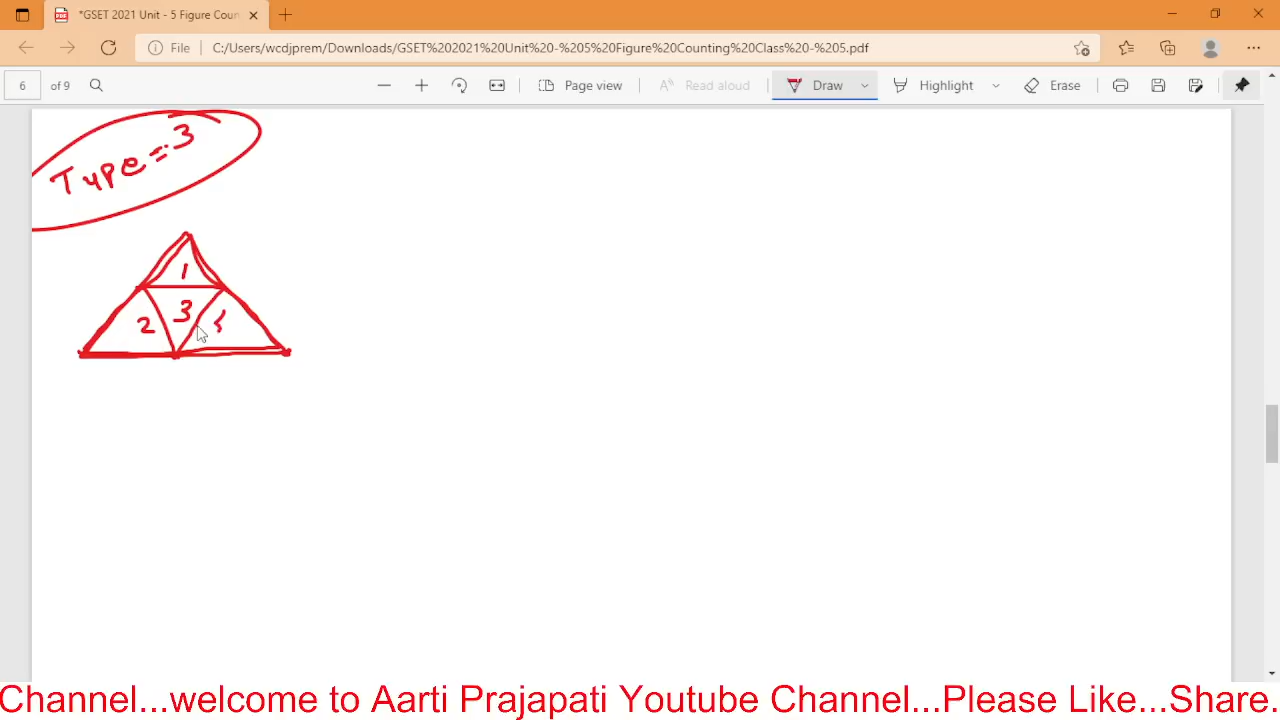 *GSET 2021 Unit - 5 Figure Coun
File C:/Users/wcdjprem/Downloads/GSET%202021%20Unit%20-%205%20Figure%20Counting%20Class%20-%205.pdf
6 of 9 Page view Read aloud Draw Highlight Erase
Type = 3
1
2 3 4
Channel...welcome to Aarti Prajapati Youtube Channel...Please Like...Share.